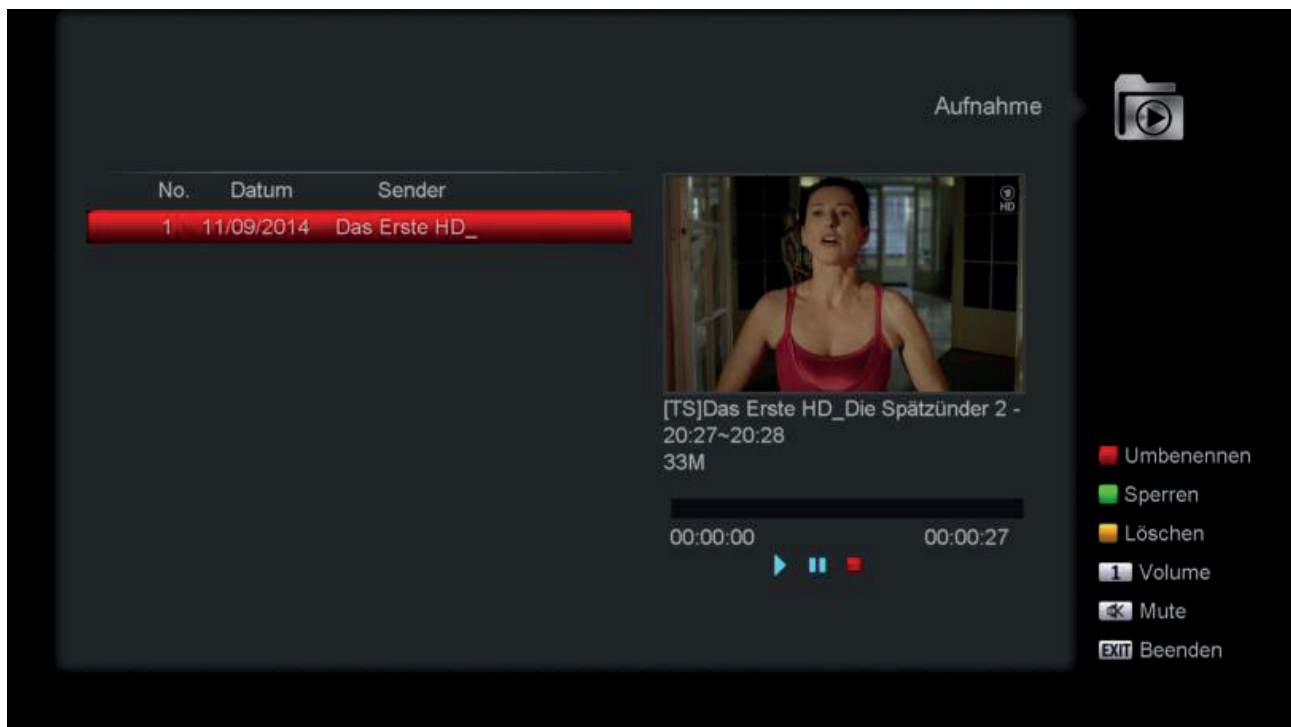 Aufnahme
No. Datum Sender
1 11/09/2014 Das Erste HD_
HD
[TS]Das Erste HD_Die Spätzünder 2 -
20:27~20:28
33M
00:00:00 00:00:27
Umbenennen
Sperren
Löschen
1 Volume
Mute
EXIT Beenden